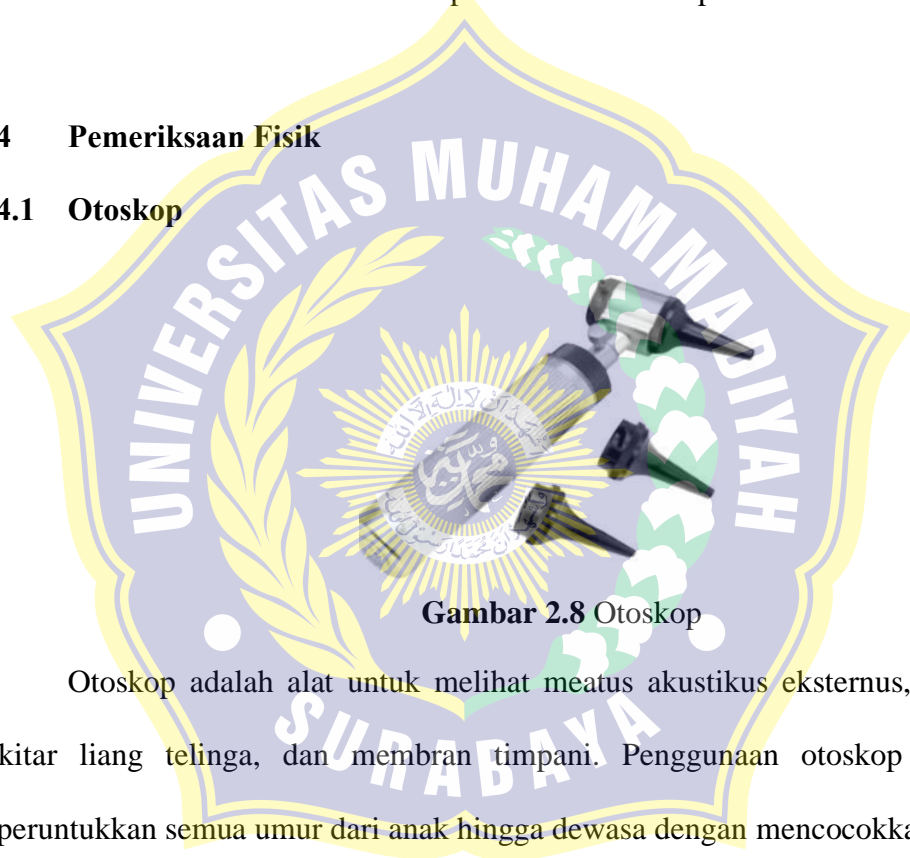 4 Pemeriksaan Fisik
4.1 Otoskop
UNIVERSITAS MUHAMMADIYAH
SURABAYA
Gambar 2.8 Otoskop
Otoskop adalah alat untuk melihat meatus akustikus eksternus,
kitar liang telinga, dan membran timpani. Penggunaan otoskop
peruntukkan semua umur dari anak hingga dewasa dengan mencocokka